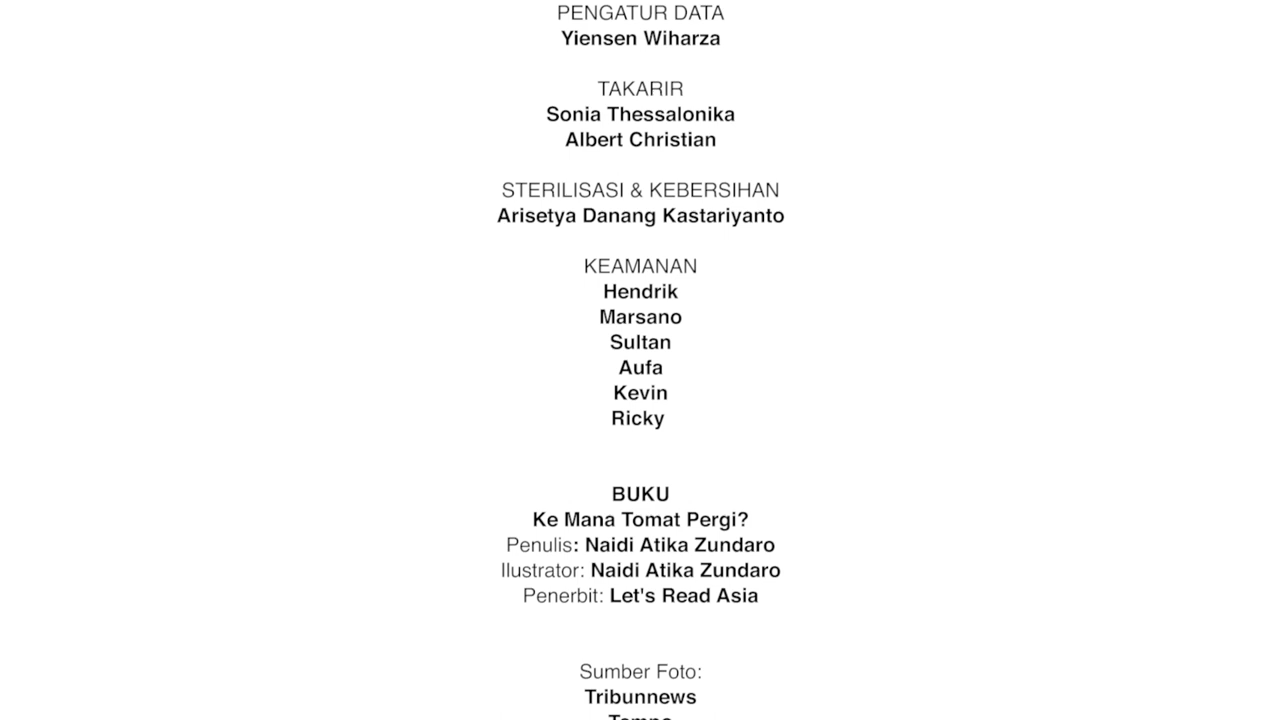 PENGATUR DATA
Yiensen Wiharza
TAKARIR
Sonia Thessalonika
Albert Christian
STERILISASI & KEBERSIHAN
Arisetya Danang Kastariyanto
KEAMANAN
Hendrik
Marsano
Sultan
Aufa
Kevin
Ricky
BUKU
Ke Mana Tomat Pergi?
Penulis: Naidi Atika Zundaro
Ilustrator: Naidi Atika Zundaro
Penerbit: Let's Read Asia
Sumber Foto:
Tribunnews